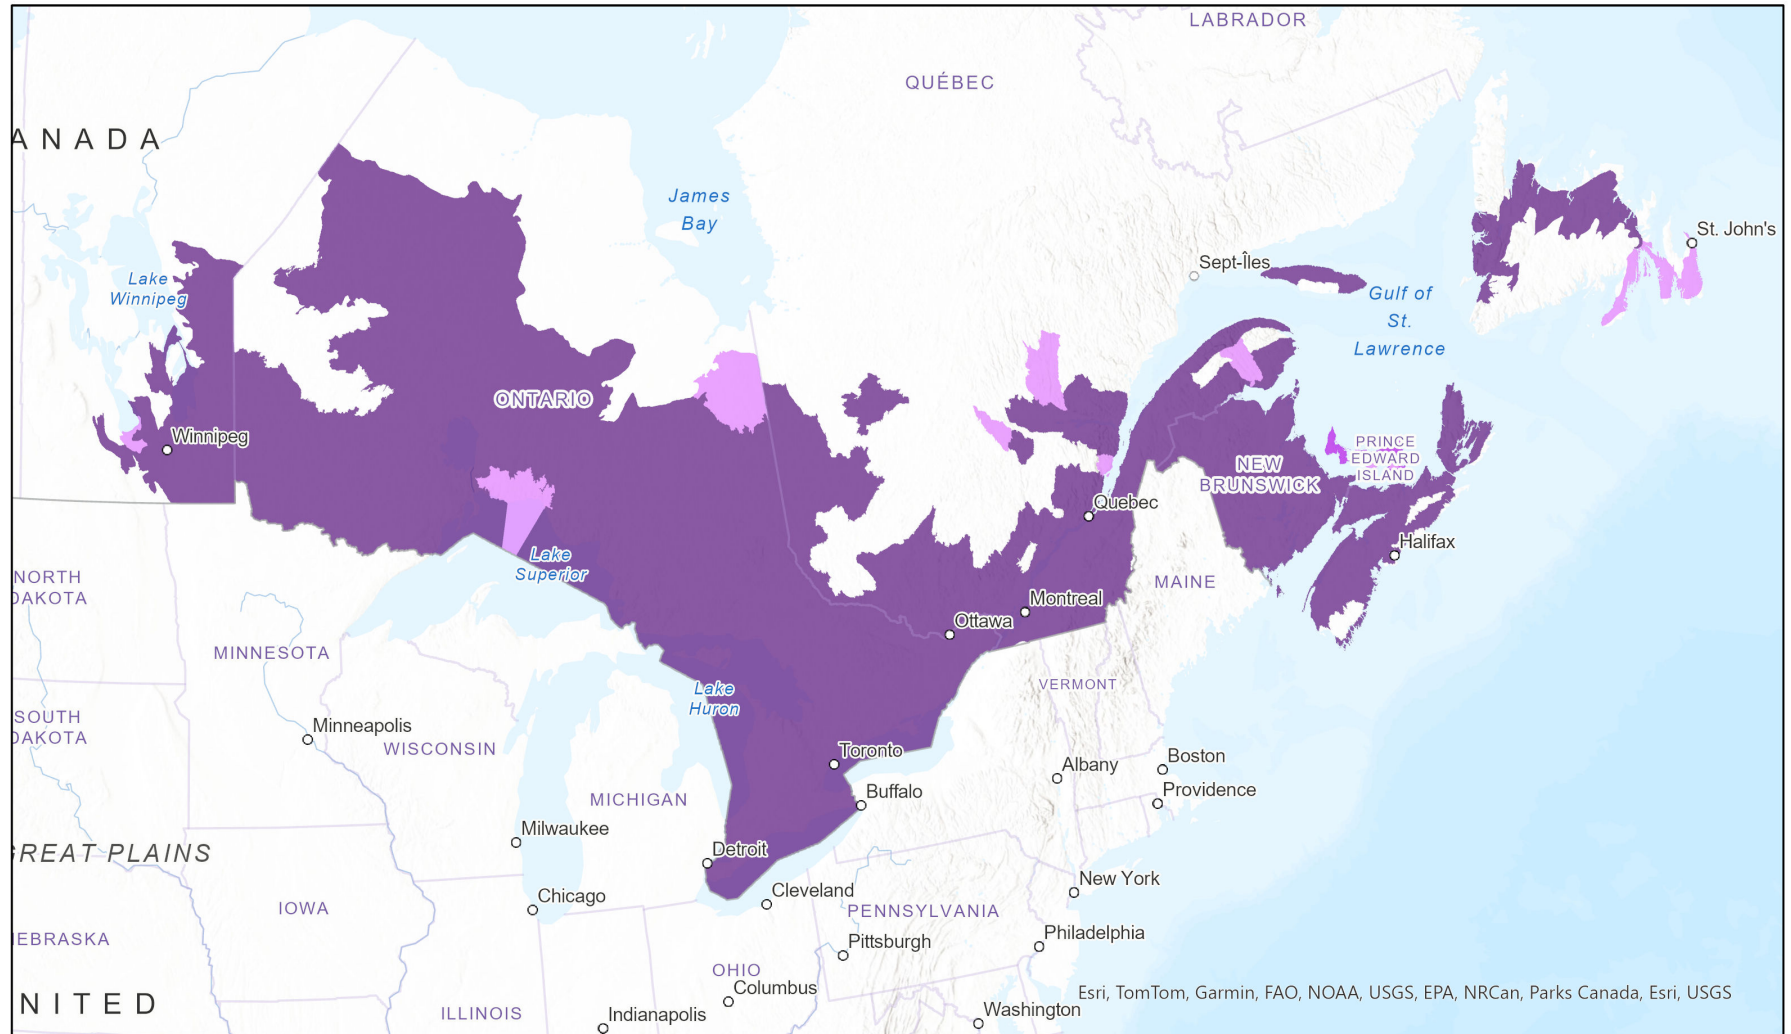 LABRADOR
QUÉBEC
ANADA
James
Bay
St. John's
Sept-Îles
Lake
Winnipeg
Gulf of
St.
Lawrence
ONTARIO
Winnipeg
PRINCE
EDWARD
ISLAND
NEW
BRUNSWICK
Quebec
Halifax
Lake
Superior
NORTH
DAKOTA
MAINE
Montreal
Ottawa
MINNESOTA
VERMONT
Lake
Huron
SOUTH
DAKOTA
Minneapolis
WISCONSIN
Toronto
Boston
Albany
Providence
Buffalo
MICHIGAN
Milwaukee
GREAT PLAINS
Detroit
New York
Cleveland
Chicago
IOWA
PENNSYLVANIA
Philadelphia
EBRASKA
Pittsburgh
OHIO
Columbus
Esri, TomTom, Garmin, FAO, NOAA, USGS, EPA, NRCan, Parks Canada, Esri, USGS
NITED
Washington
ILLINOIS
Indianapolis